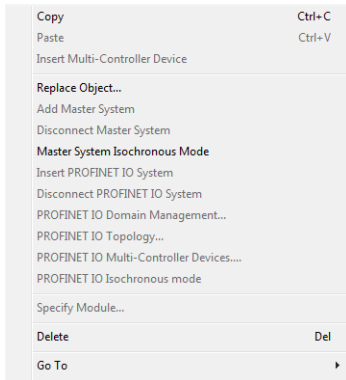 Copy Ctrl+C
Paste Ctrl+V
Insert Multi-Controller Device
Replace Object...
Add Master System
Disconnect Master System
Master System Isochronous Mode
Insert PROFINET IO System
Disconnect PROFINET IO System
PROFINET IO Domain Management...
PROFINET IO Topology...
PROFINET IO Multi-Controller Devices....
PROFINET IO Isochronous mode
Specify Module...
Delete Del
Go To